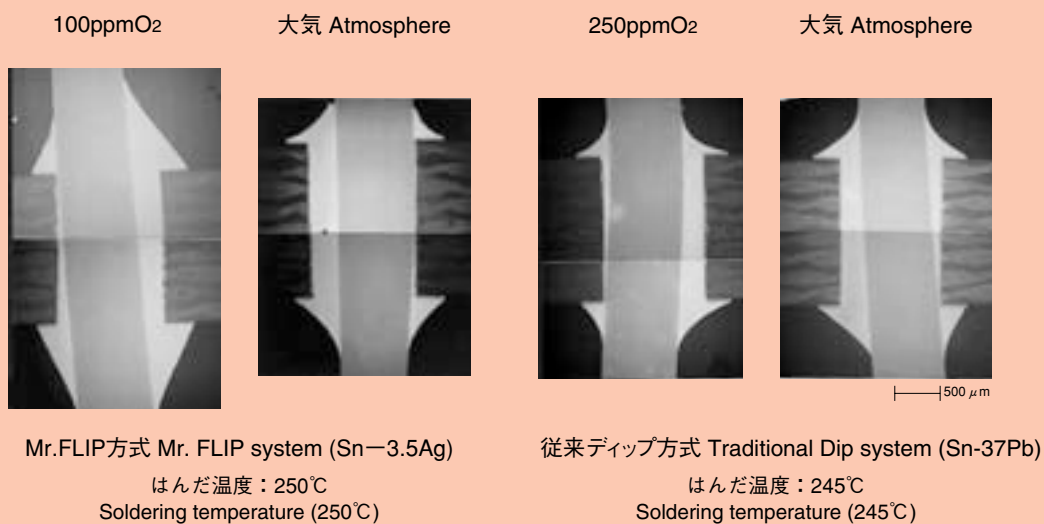 100ppmO2
大気 Atmosphere
250ppmO2
大気 Atmosphere
500 μm
Mr.FLIP方式 Mr. FLIP system (Sn－3.5Ag)
はんだ温度：250℃
Soldering temperature (250℃)
従来ディップ方式 Traditional Dip system (Sn-37Pb)
はんだ温度：245℃
Soldering temperature (245℃)